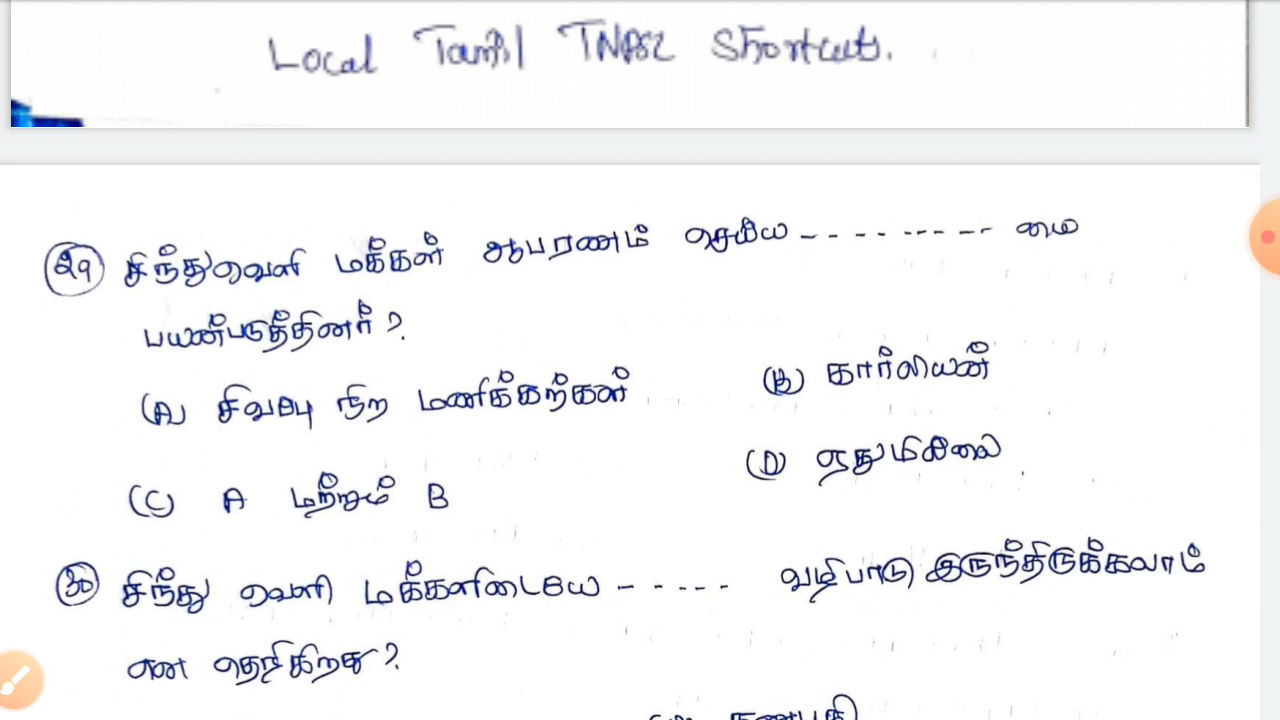 Local Tamil TNPSC Shortcuts.
29 சிந்துவெளி மக்கள் ஆபரணம் செய்ய --------- யை
பயன்படுத்தினர்?
(A) சிவப்பு நிற மணிக்கற்கள் (B) கார்லியன்
(C) A மற்றும் B (D) ஏதுமில்லை
30 சிந்து வெளி மக்களிடையே ----- வழிபாடு இருந்திருக்கலாம்
என தெரிகிறது?